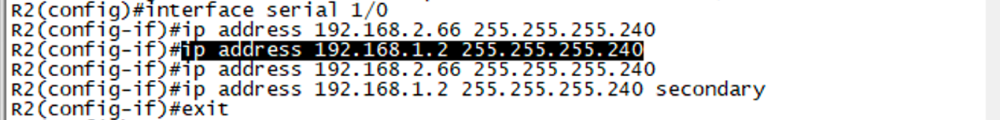 R2(config)#interface serial 1/0
R2(config-if)#ip address 192.168.2.66 255.255.255.240
R2(config-if)#ip address 192.168.1.2 255.255.255.240
R2(config-if)#ip address 192.168.2.66 255.255.255.240
R2(config-if)#ip address 192.168.1.2 255.255.255.240 secondary
R2(config-if)#exit